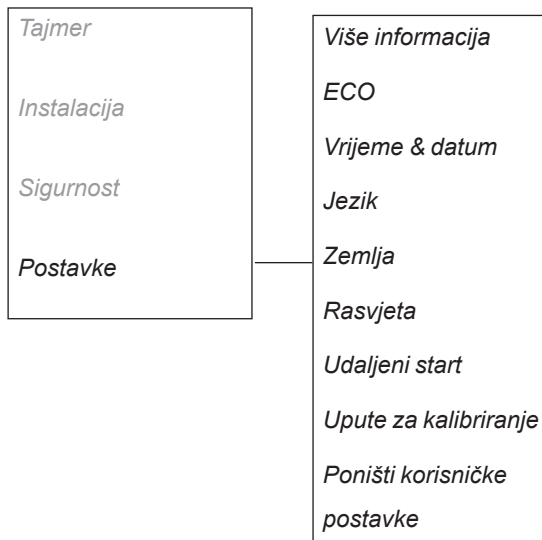 Tajmer
Instalacija
Sigurnost
Postavke
Više informacija
ECO
Vrijeme & datum
Jezik
Zemlja
Rasvjeta
Udaljeni start
Upute za kalibriranje
Poništi korisničke
postavke